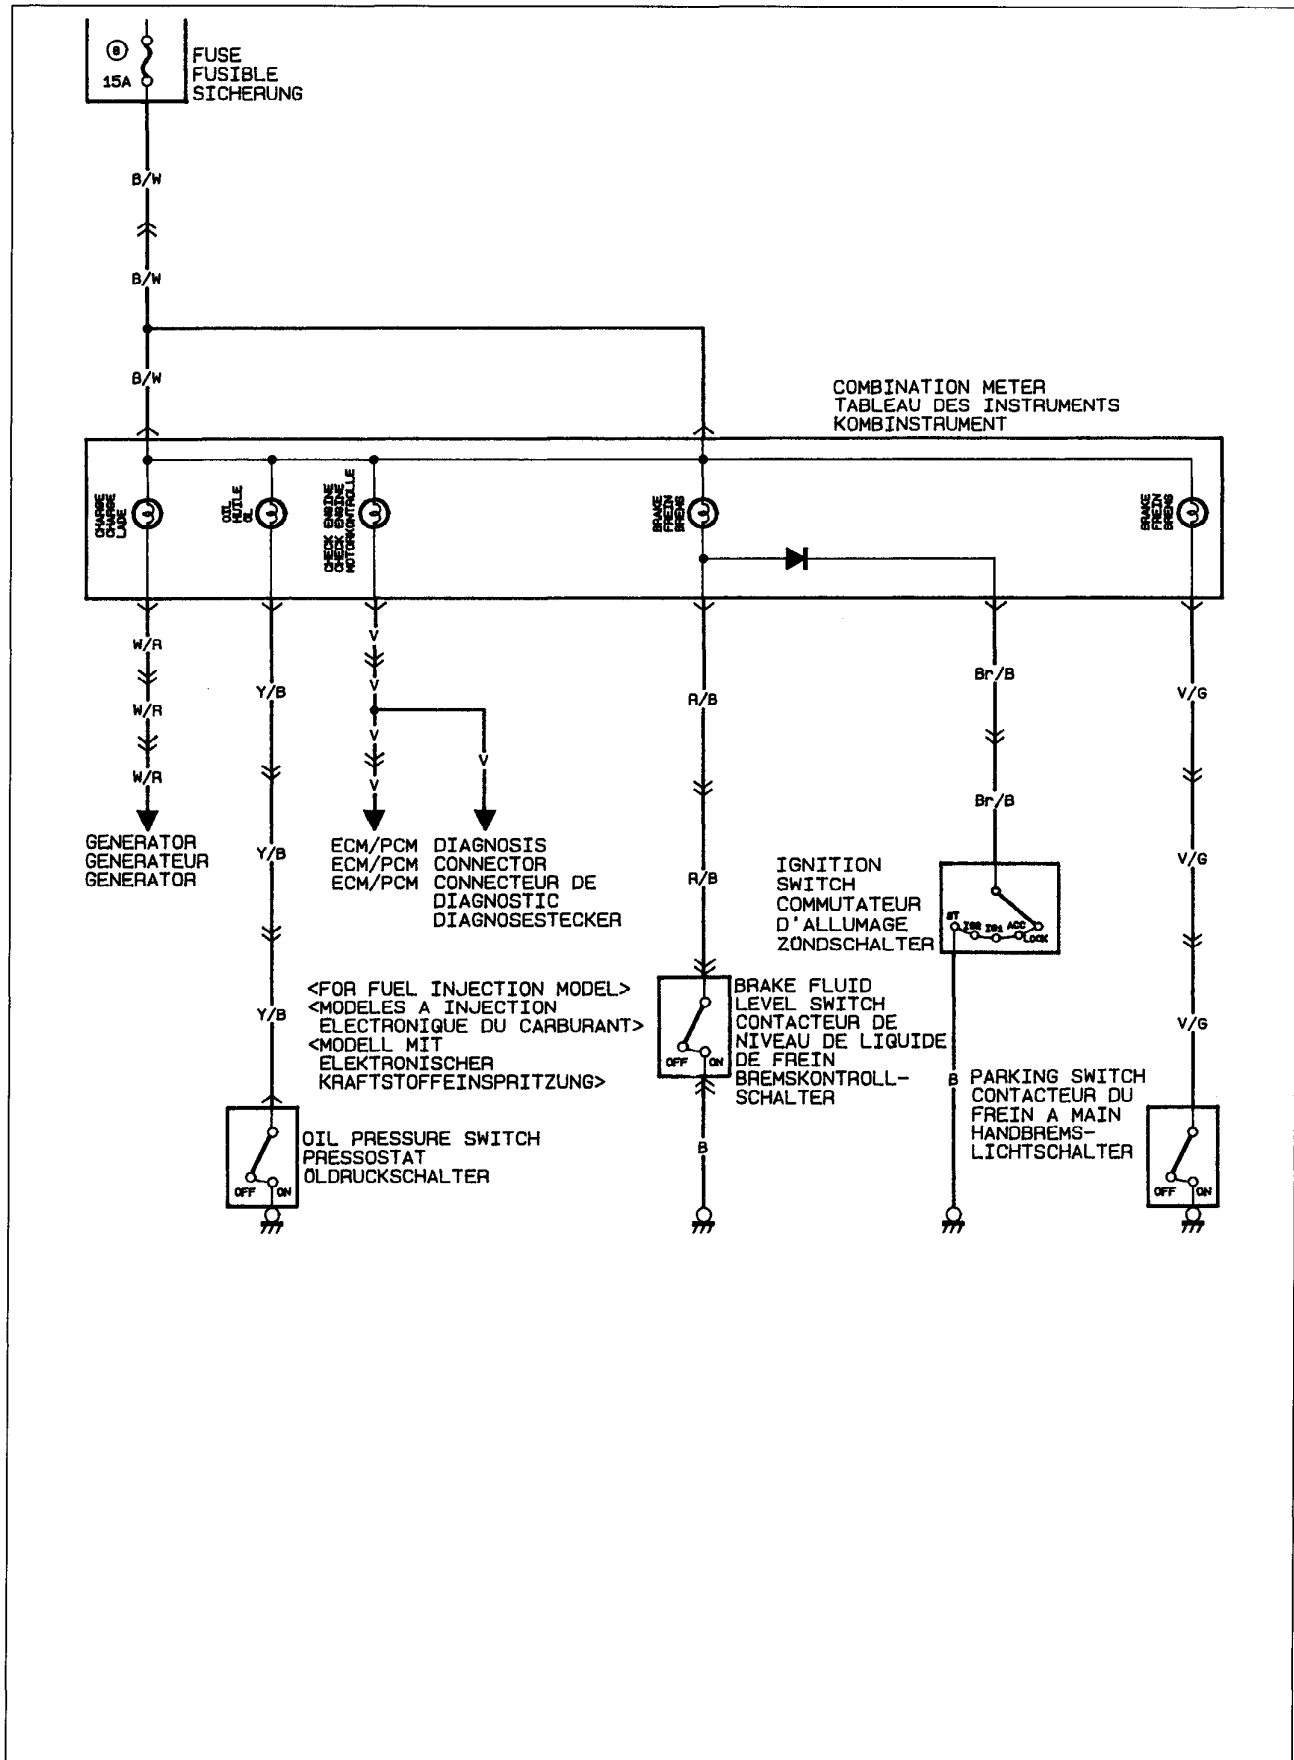 8
15A
FUSE
FUSIBLE
SICHERUNG
B/W
B/W
B/W
COMBINATION METER
TABLEAU DES INSTRUMENTS
KOMBINSTRUMENT
CHARGE
CHARGE
LADE
OIL
HUILE
OL
CHECK ENGINE
CHECK ENGINE
MOTORKONTROLLE
BRAKE
FREIN
BREMS
BRAKE
FREIN
BREMS
W/R
W/R
W/R
Y/B
Y/B
Y/B
V
V
V
V
V
R/B
R/B
Br/B
Br/B
V/G
V/G
V/G
GENERATOR
GENERATEUR
GENERATOR
ECM/PCM
ECM/PCM
ECM/PCM
DIAGNOSIS
CONNECTOR
CONNECTEUR DE
DIAGNOSTIC
DIAGNOSESTECKER
IGNITION
SWITCH
COMMUTATEUR
D'ALLUMAGE
ZÖNDSCHALTER
ST
IG2
IG1
ACC
LOCK
<FOR FUEL INJECTION MODEL>
<MODELES A INJECTION
ELECTRONIQUE DU CARBURANT>
<MODELL MIT
ELEKTRONISCHER
KRAFTSTOFFEINSPRITZUNG>
OFF
ON
BRAKE FLUID
LEVEL SWITCH
CONTACTEUR DE
NIVEAU DE LIQUIDE
DE FREIN
BREMSKONTROLL-
SCHALTER
B
B
PARKING SWITCH
CONTACTEUR DU
FREIN A MAIN
HANDBREMS-
LICHTSCHALTER
OFF
ON
OIL PRESSURE SWITCH
PRESSOSTAT
ÖLDRUCKSCHALTER
OFF
ON